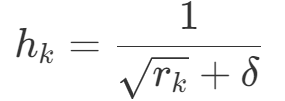 $h_k = \frac{1}{\sqrt{r_k} + \delta}$